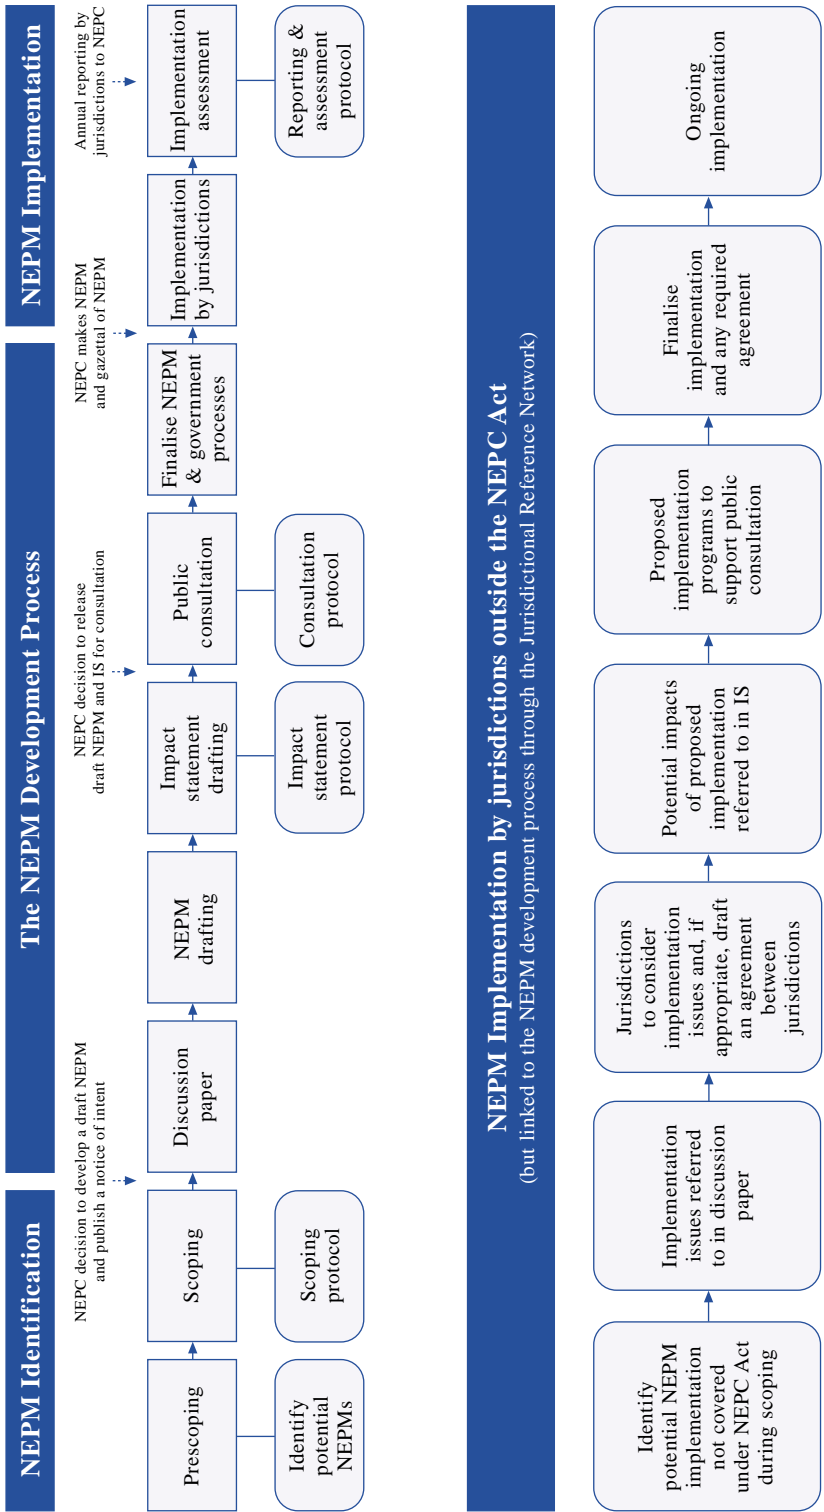 NEPM Identification
The NEPM Development Process
NEPM Implementation
NEPC decision to develop a draft NEPM
and publish a notice of intent
NEPC decision to release
draft NEPM and IS for consultation
NEPC makes NEPM
and gazettal of NEPM
Annual reporting by
jurisdictions to NEPC
Prescoping
Scoping
Discussion
paper
NEPM
drafting
Impact
statement
drafting
Public
consultation
Finalise NEPM
& government
processes
Implementation
by jurisdictions
Implementation
assessment
Identify
potential
NEPMs
Scoping
protocol
Impact
statement
protocol
Consultation
protocol
Reporting &
assessment
protocol
NEPM Implementation by jurisdictions outside the NEPC Act
(but linked to the NEPM development process through the Jurisdictional Reference Network)
Identify
potential NEPM
implementation
not covered
under NEPC Act
during scoping
Implementation
issues referred
to in discussion
paper
Jurisdictions
to consider
implementation
issues and, if
appropriate, draft
an agreement
between
jurisdictions
Potential impacts
of proposed
implementation
referred to in IS
Proposed
implementation
programs to
support public
consultation
Finalise
implementation
and any required
agreement
Ongoing
implementation